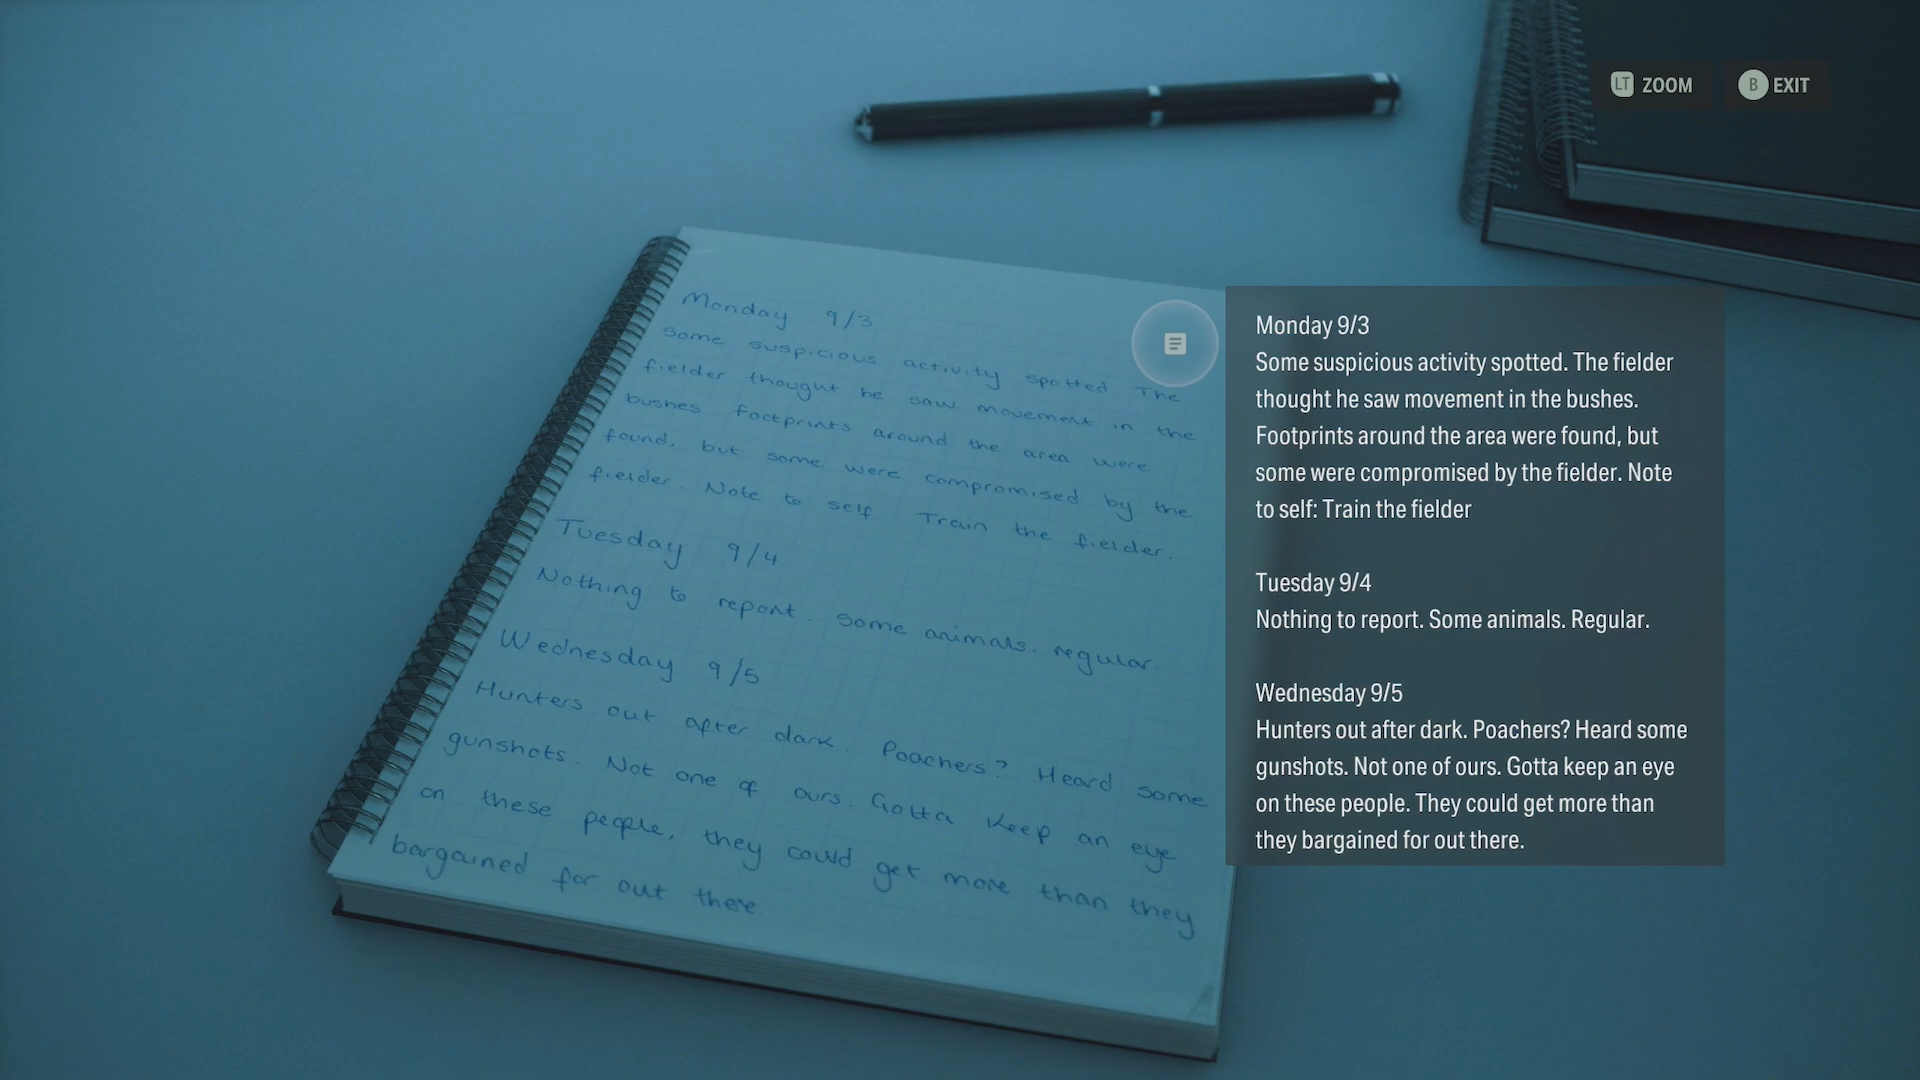 LT ZOOM
B EXIT
Monday 9/3
Some suspicious activity spotted The
fielder thought he saw movement in the
bushes. Footprints around the area were
found, but some were compromised by the
fielder. Note to self. Train the fielder.
Tuesday 9/4
Nothing to report. Some animals. regular.
Wednesday 9/5
Hunters out after dark. Poachers? Heard some
gunshots. Not one of ours. Gotta keep an eye
on these people, they could get more than they
bargained for out there
Monday 9/3
Some suspicious activity spotted. The fielder
thought he saw movement in the bushes.
Footprints around the area were found, but
some were compromised by the fielder. Note
to self: Train the fielder
Tuesday 9/4
Nothing to report. Some animals. Regular.
Wednesday 9/5
Hunters out after dark. Poachers? Heard some
gunshots. Not one of ours. Gotta keep an eye
on these people. They could get more than
they bargained for out there.